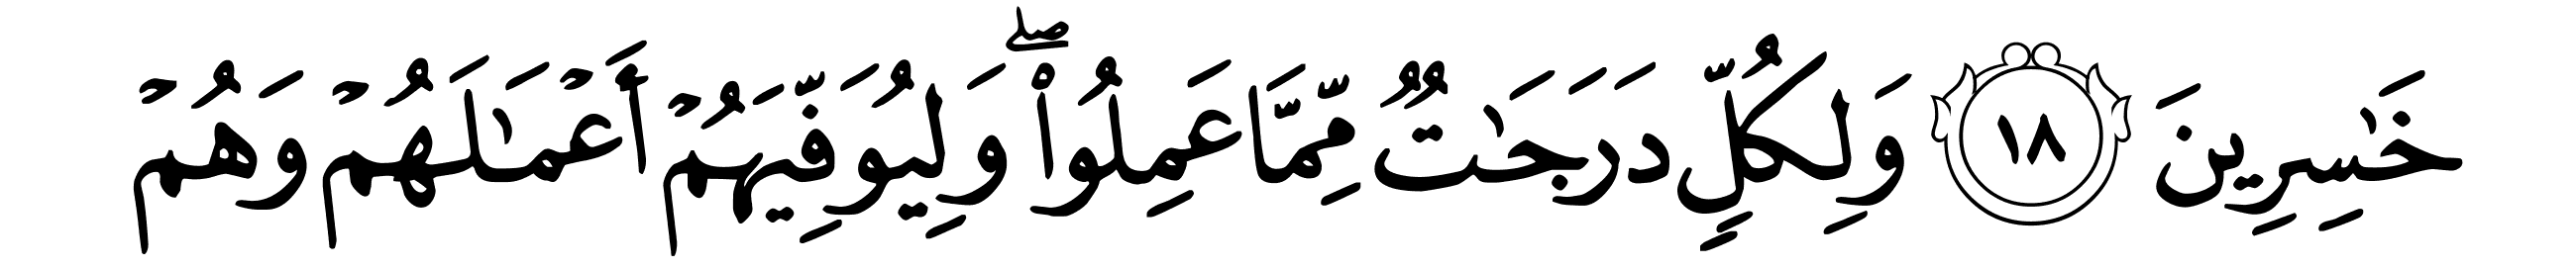 خَٰسِرِينَ ١٨ وَلِكُلٍّ دَرَجَٰتٌ مِّمَّا عَمِلُوا۟ ۖ وَلِيُوَفِّيَهُمْ أَعْمَٰلَهُمْ وَهُمْ